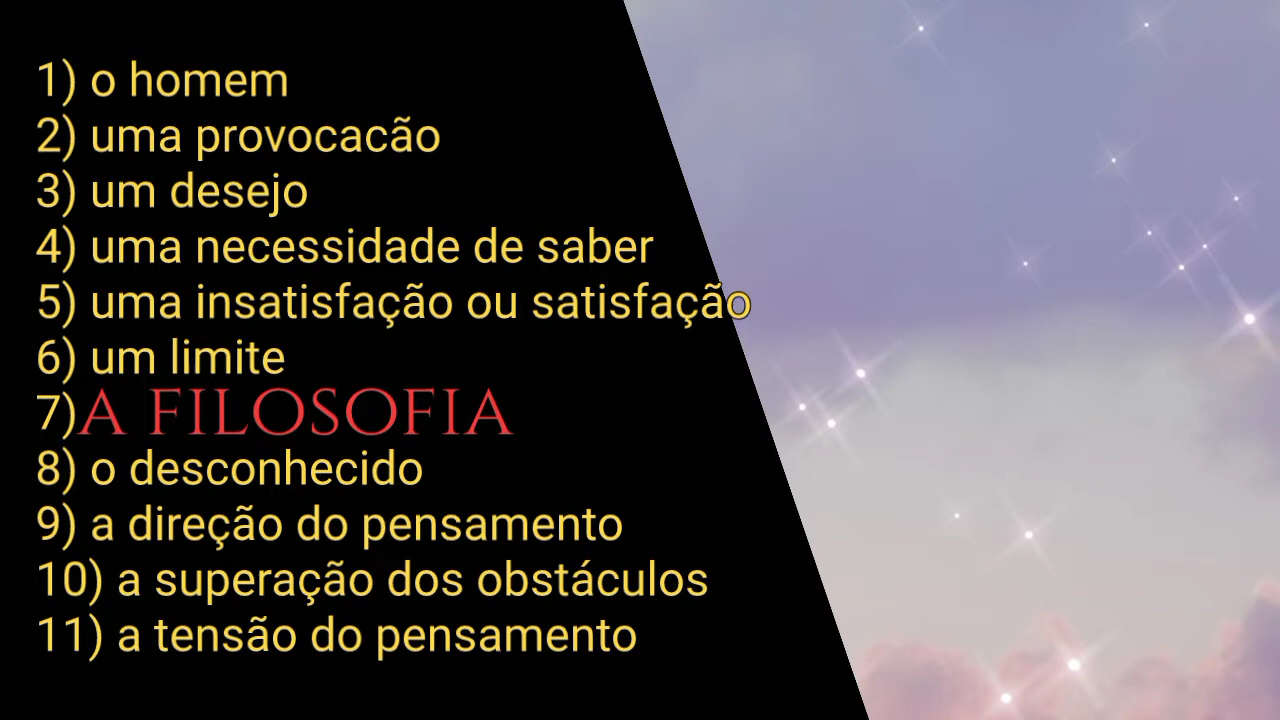 1) o homem
2) uma provocacão
3) um desejo
4) uma necessidade de saber
5) uma insatisfação ou satisfação
6) um limite
7)A FILOSOFIA
8) o desconhecido
9) a direção do pensamento
10) a superação dos obstáculos
11) a tensão do pensamento